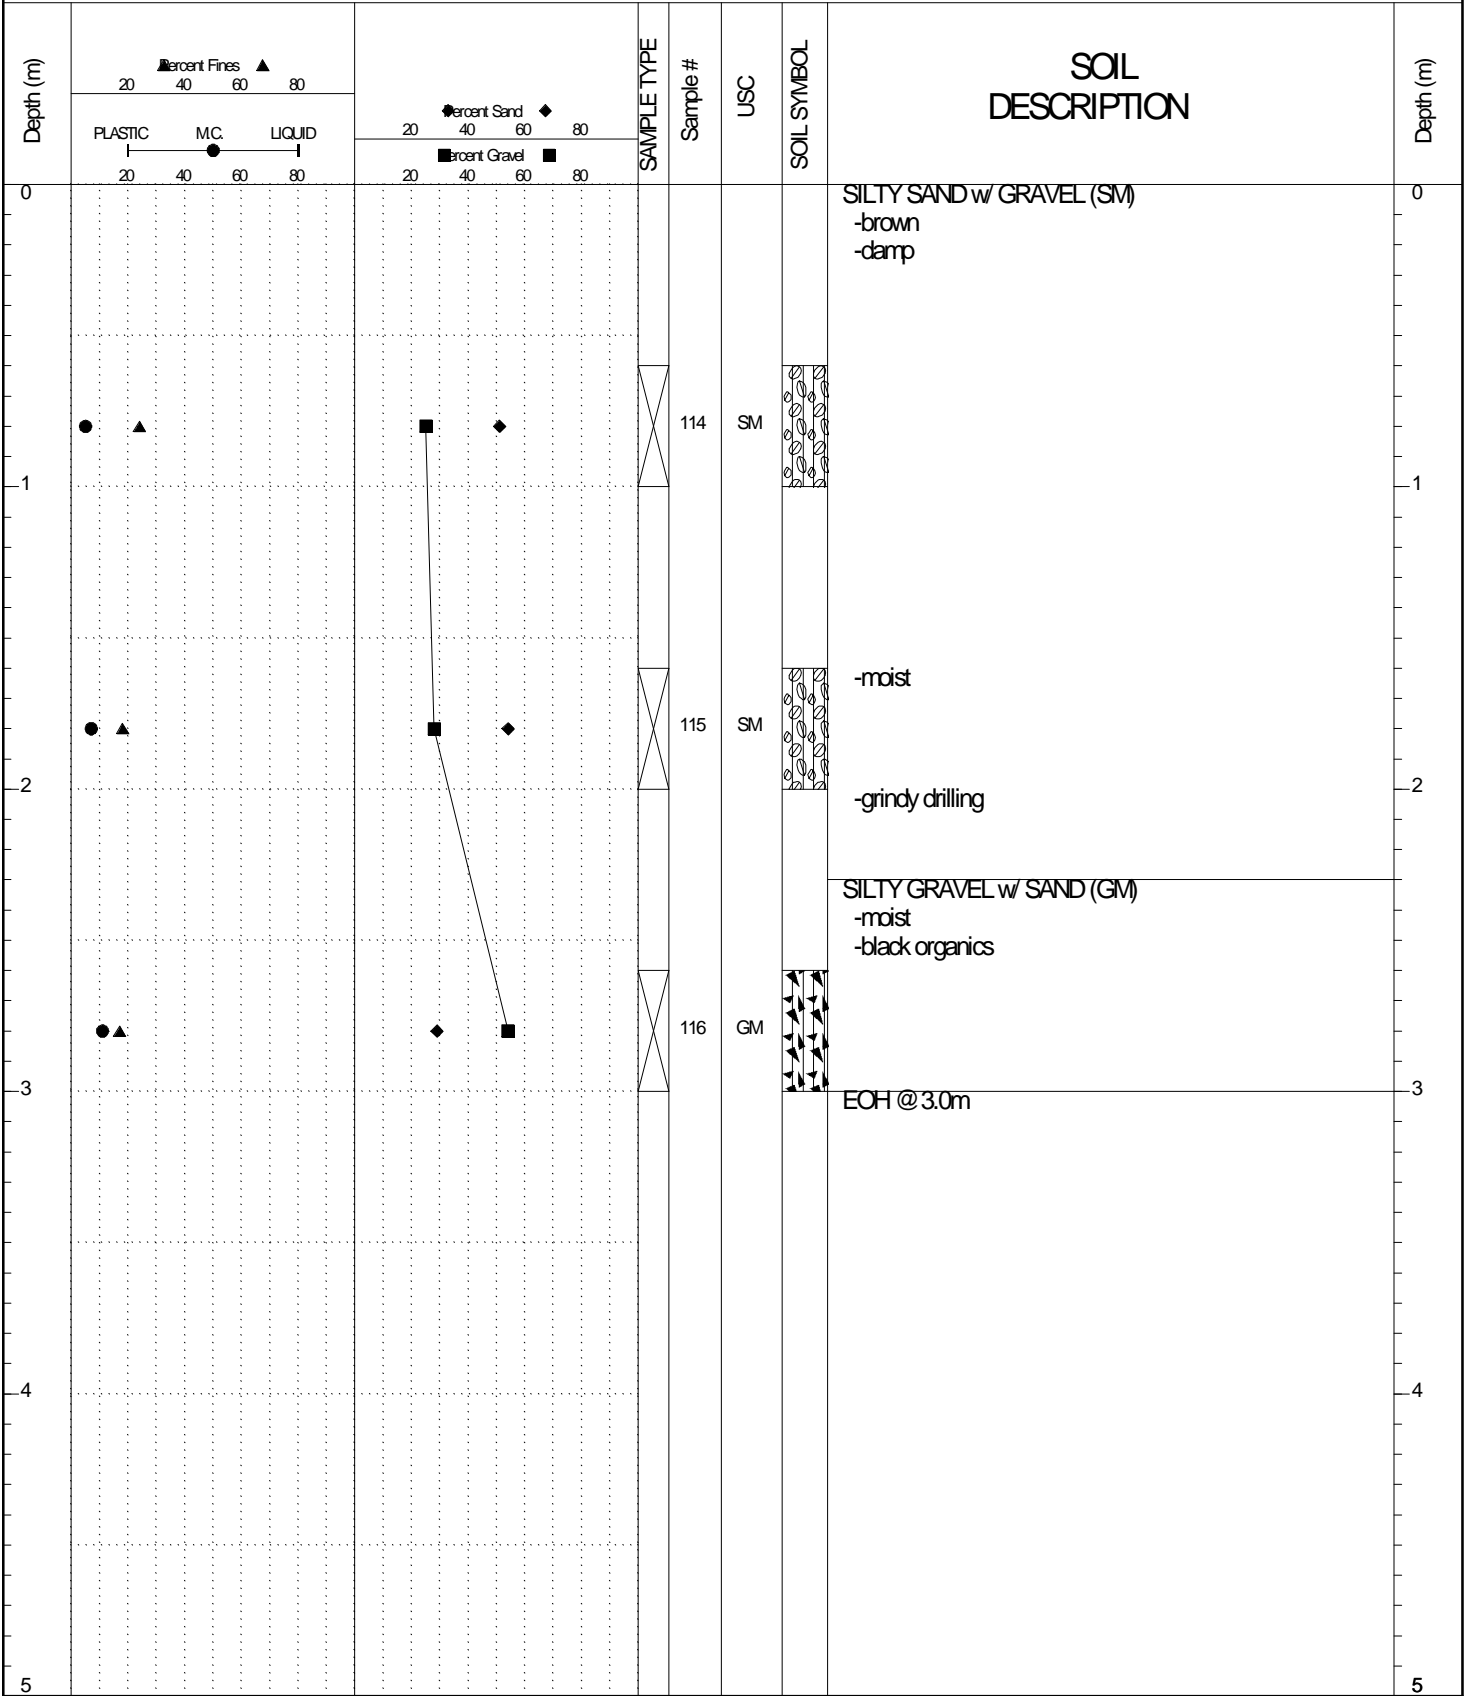 Depth (m)
Percent Fines
20 40 60 80
PLASTIC M.C. LIQUID
20 40 60 80
Percent Sand
20 40 60 80
Percent Gravel
20 40 60 80
SAMPLE TYPE
Sample #
USC
SOIL SYMBOL
SOIL
DESCRIPTION
Depth (m)
0 0
SILTY SAND w/ GRAVEL (SM)
-brown
-damp
114 SM
1 1
-moist
115 SM
2 2
-grindy drilling
SILTY GRAVEL w/ SAND (GM)
-moist
-black organics
116 GM
3 3
EOH @ 3.0m
4 4
5 5